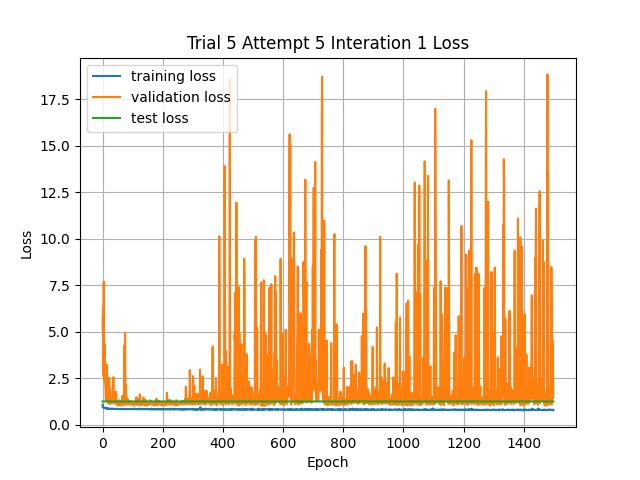 Trial 5 Attempt 5 Interation 1 Loss
training loss
validation loss
test loss
17.5
15.0
12.5
10.0
7.5
5.0
2.5
0.0
Loss
0 200 400 600 800 1000 1200 1400
Epoch